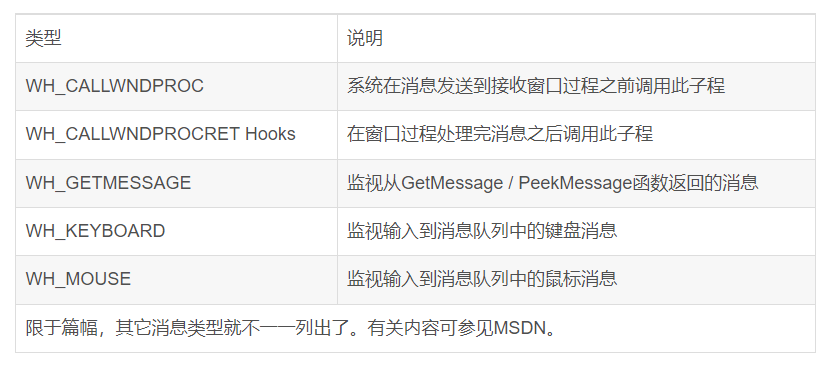 类型 说明
WH_CALLWNDPROC 系统在消息发送到接收窗口过程之前调用此子程
WH_CALLWNDPROCRET Hooks 在窗口过程处理完消息之后调用此子程
WH_GETMESSAGE 监视从GetMessage / PeekMessage函数返回的消息
WH_KEYBOARD 监视输入到消息队列中的键盘消息
WH_MOUSE 监视输入到消息队列中的鼠标消息
限于篇幅，其它消息类型就不一一列出了。有关内容可参见MSDN。